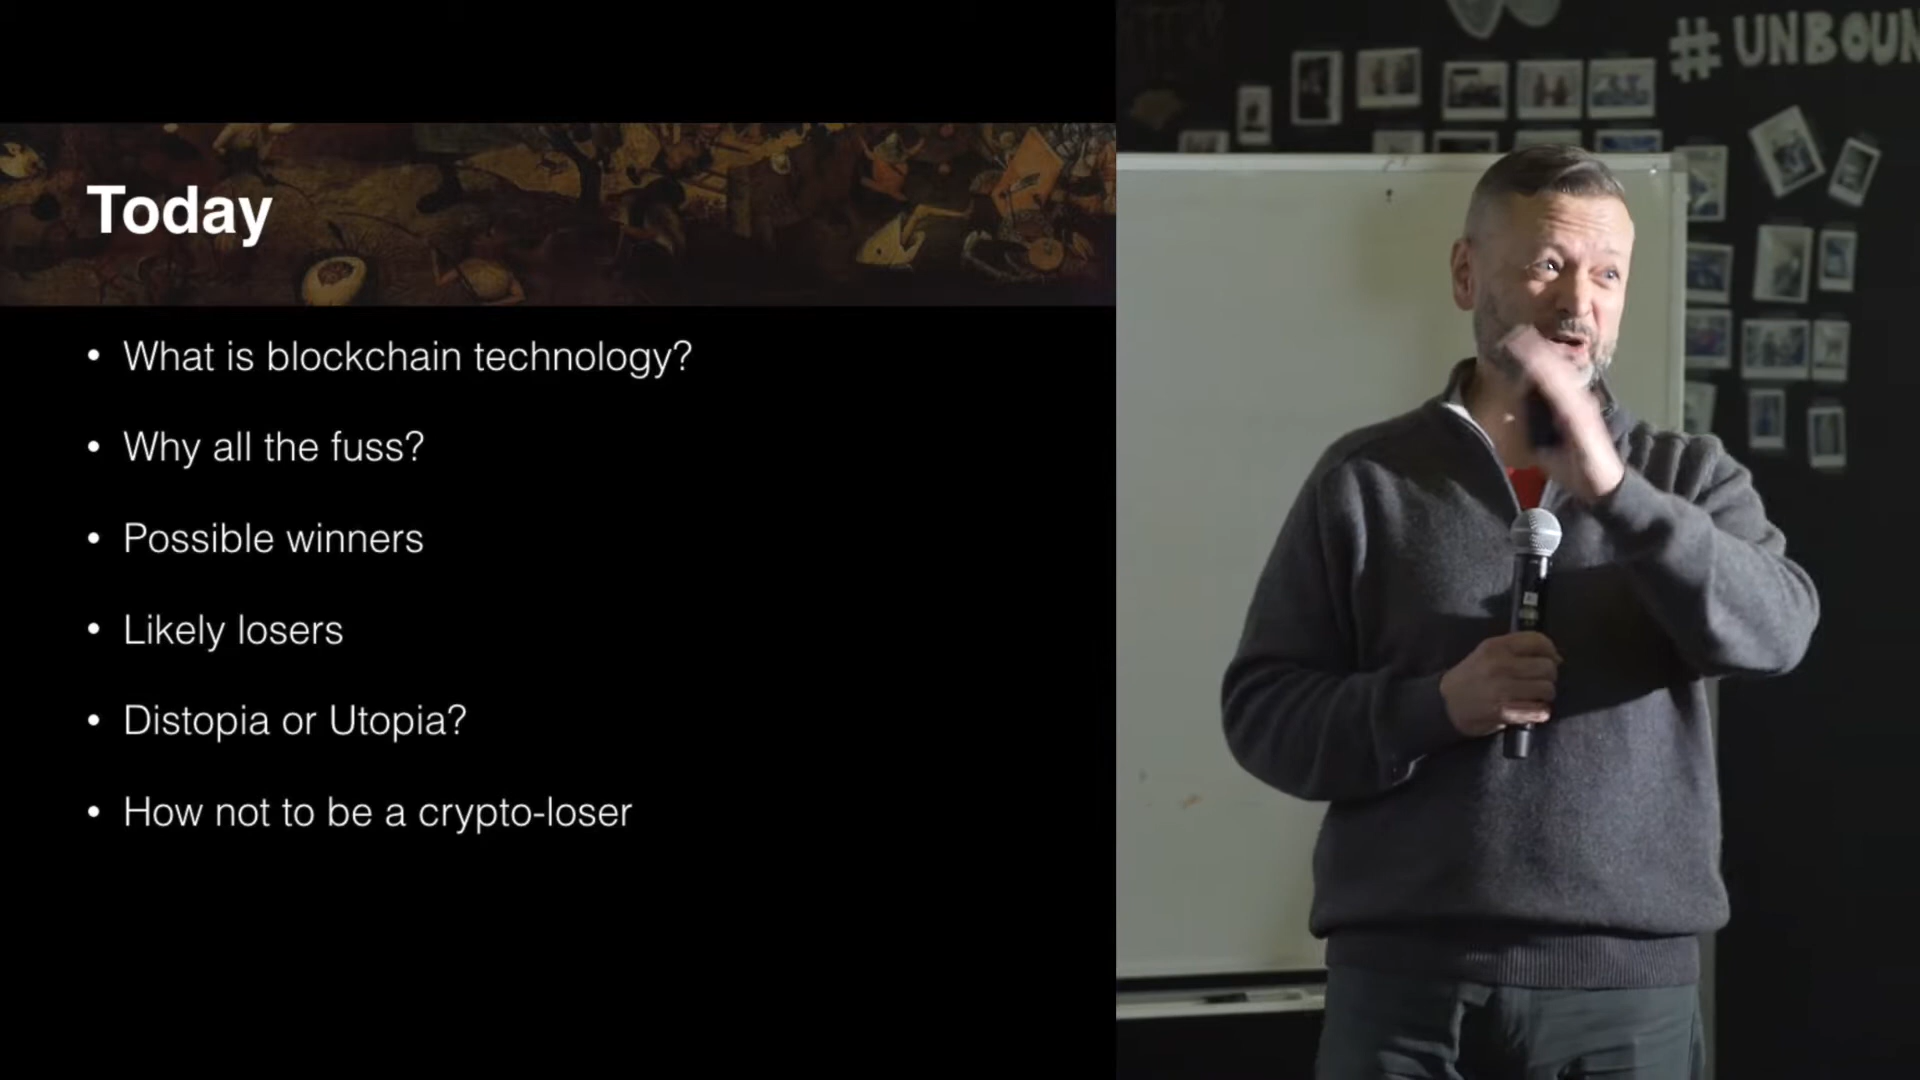 Today
• What is blockchain technology?
• Why all the fuss?
• Possible winners
• Likely losers
• Distopia or Utopia?
• How not to be a crypto-loser
# UNBOUN